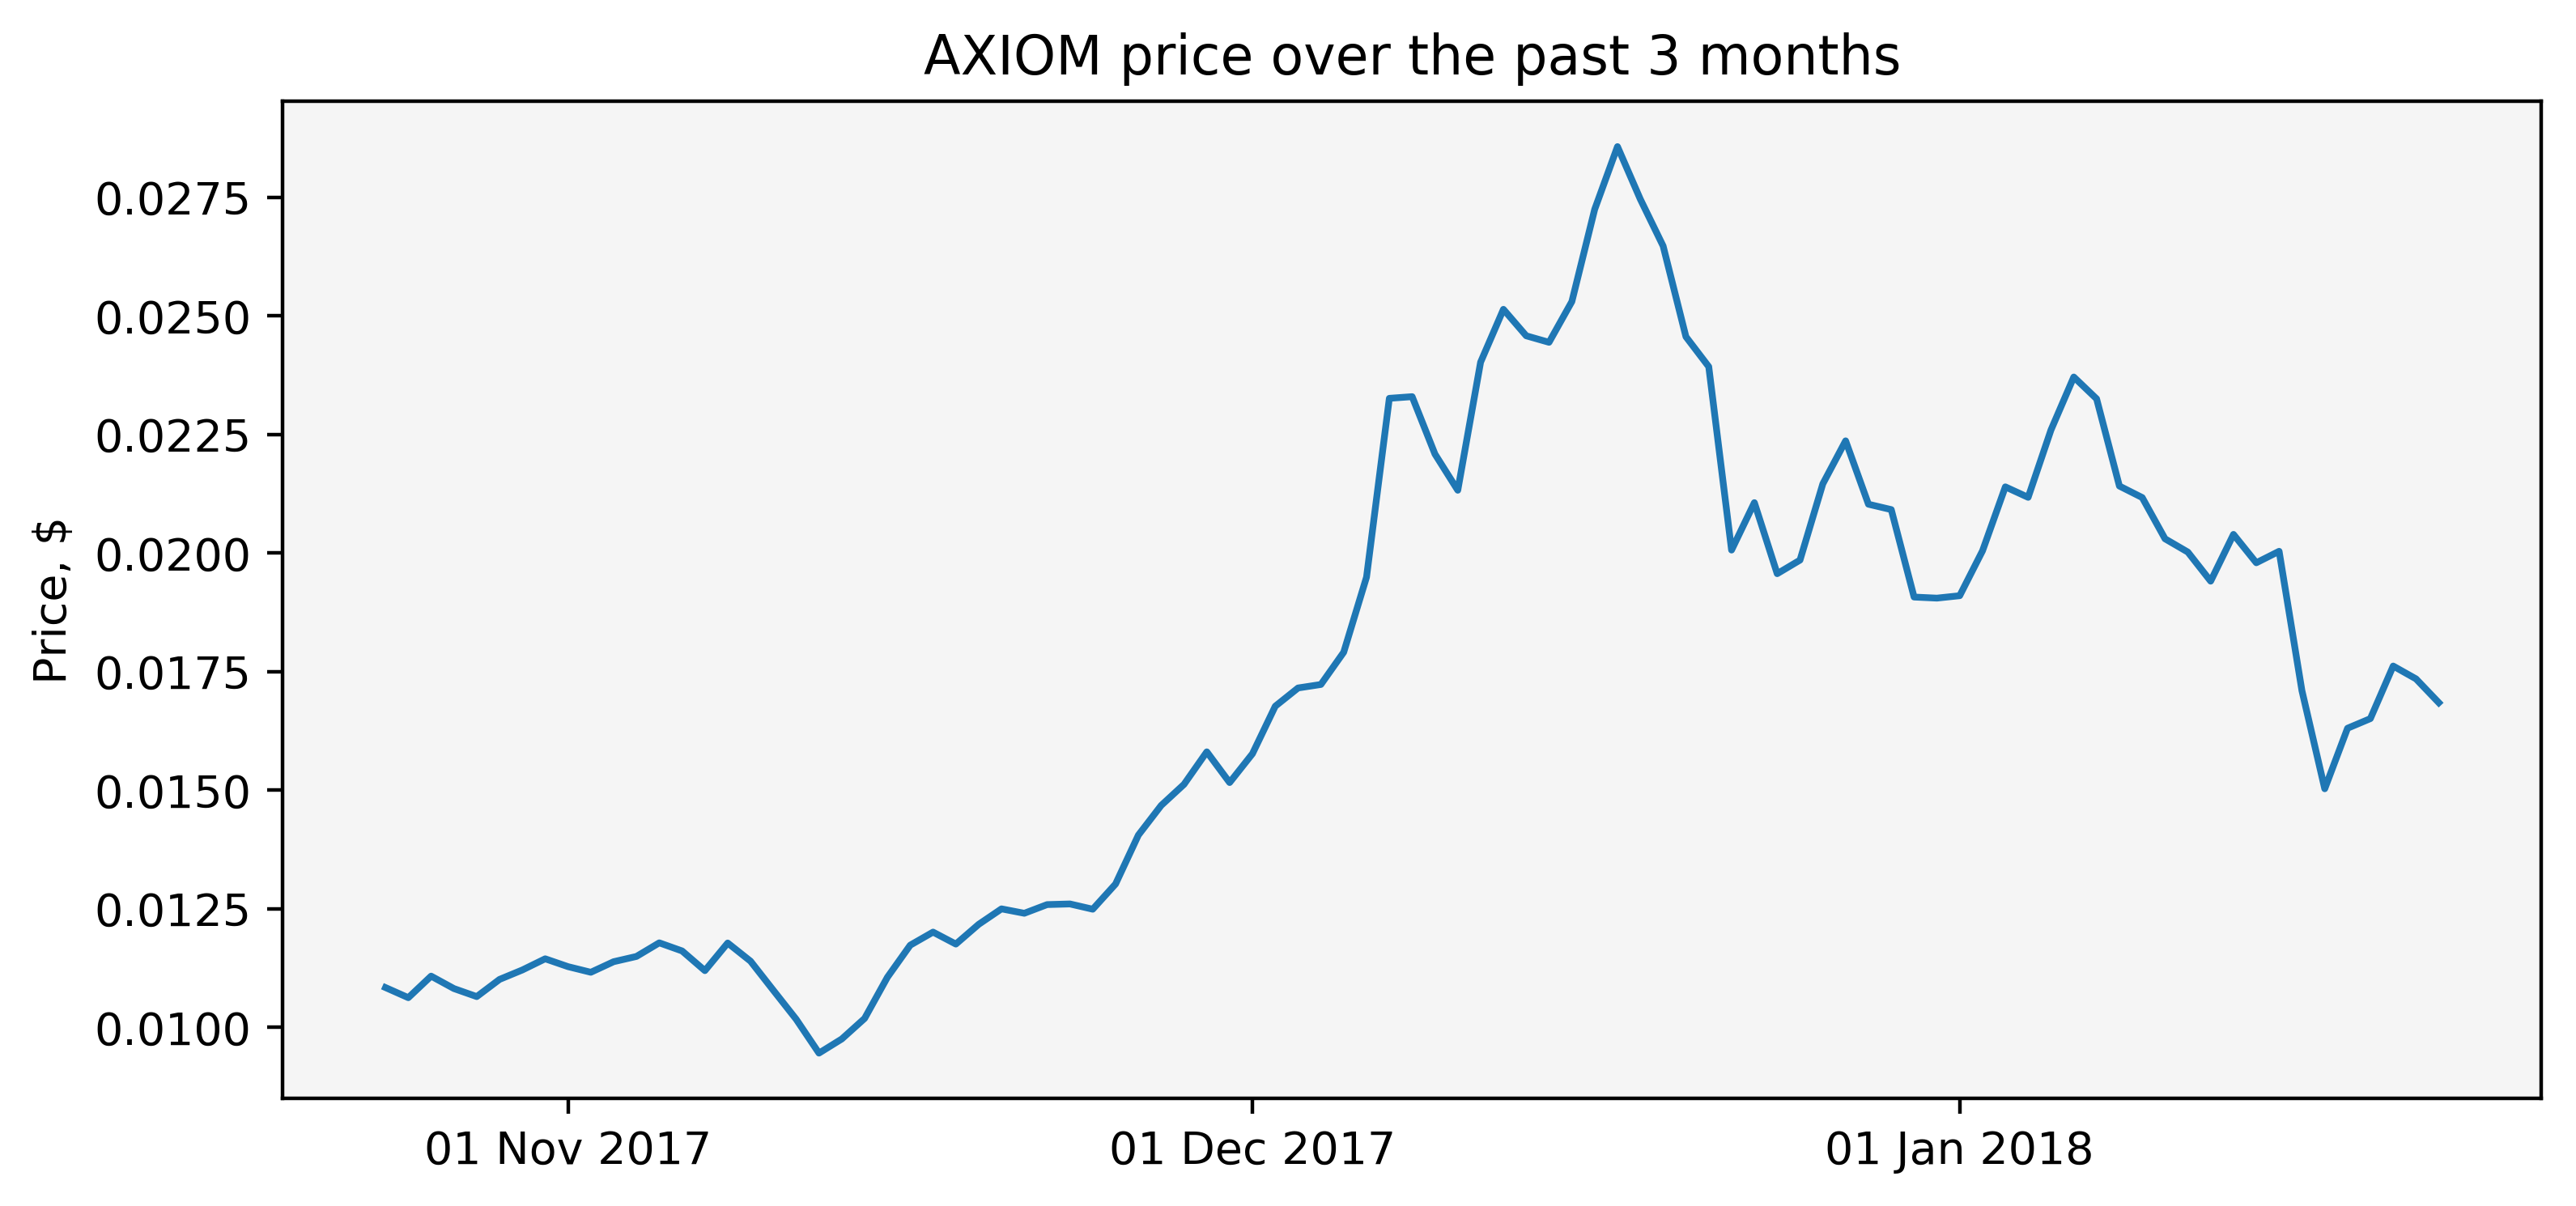 AXIOM price over the past 3 months
Price, $
0.0275
0.0250
0.0225
0.0200
0.0175
0.0150
0.0125
0.0100
01 Nov 2017
01 Dec 2017
01 Jan 2018